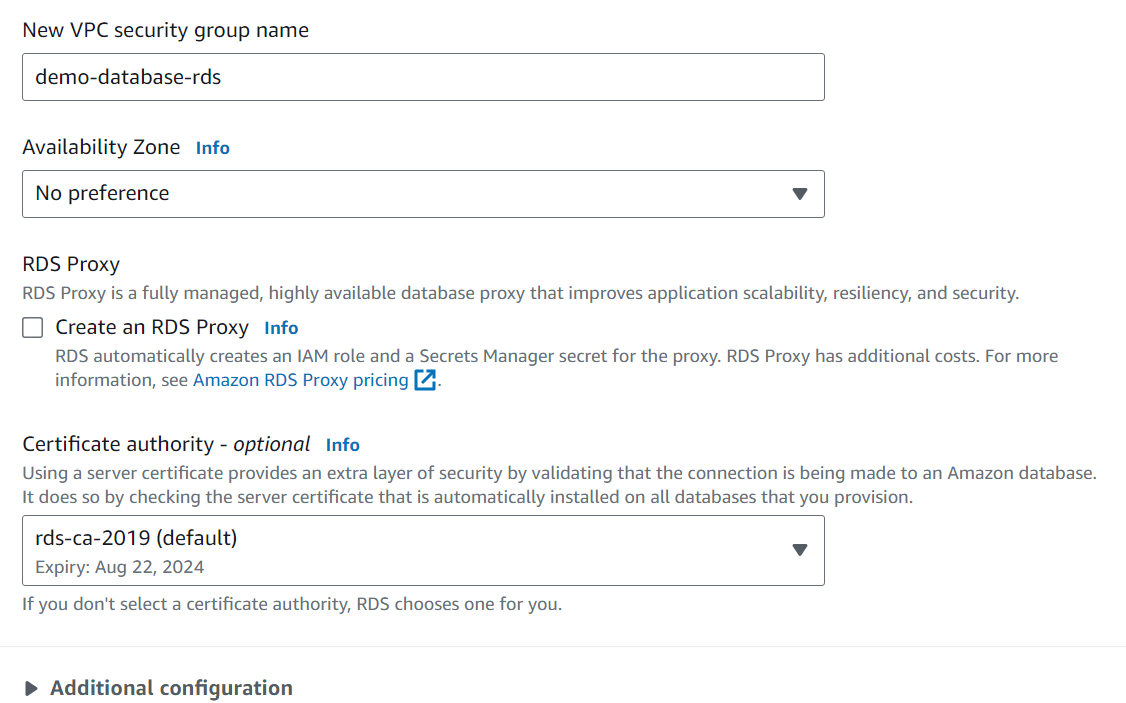 New VPC security group name
demo-database-rds
Availability Zone Info
No preference
RDS Proxy
RDS Proxy is a fully managed, highly available database proxy that improves application scalability, resiliency, and security.
Create an RDS Proxy Info
RDS automatically creates an IAM role and a Secrets Manager secret for the proxy. RDS Proxy has additional costs. For more
information, see Amazon RDS Proxy pricing.
Certificate authority - optional Info
Using a server certificate provides an extra layer of security by validating that the connection is being made to an Amazon database.
It does so by checking the server certificate that is automatically installed on all databases that you provision.
rds-ca-2019 (default)
Expiry: Aug 22, 2024
If you don't select a certificate authority, RDS chooses one for you.
Additional configuration